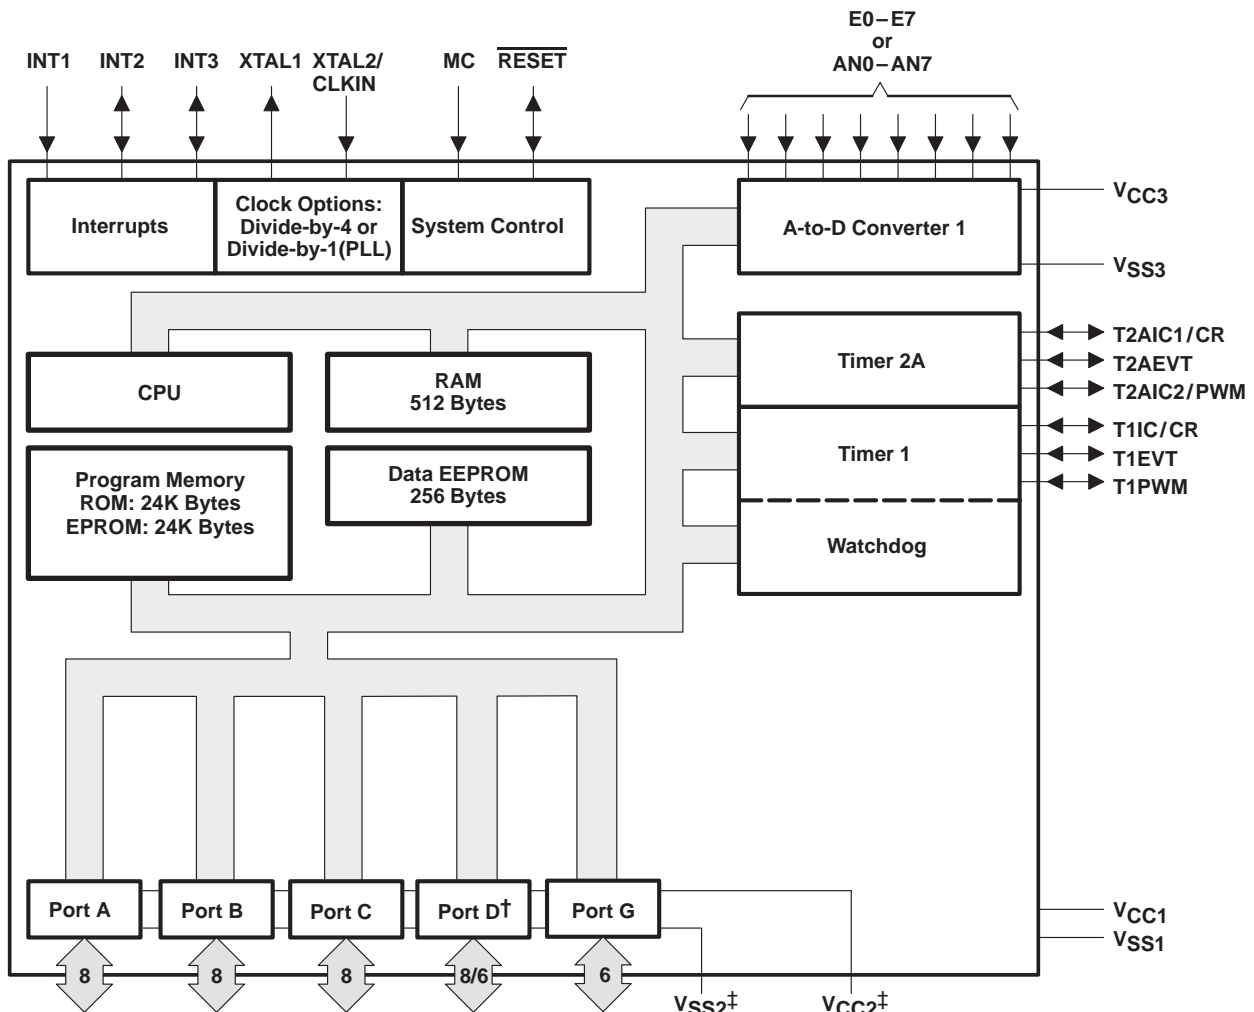 E0–E7
or
AN0–AN7
INT1 INT2 INT3 XTAL1 XTAL2/
CLKIN
MC RESET
Interrupts
Clock Options:
Divide-by-4 or
Divide-by-1(PLL)
System Control
A-to-D Converter 1
VCC3
VSS3
CPU
RAM
512 Bytes
Timer 2A
T2AIC1/CR
T2AEVT
T2AIC2/PWM
Program Memory
ROM: 24K Bytes
EPROM: 24K Bytes
Data EEPROM
256 Bytes
Timer 1
T1IC/CR
T1EVT
T1PWM
Watchdog
Port A
Port B
Port C
Port D†
Port G
VCC1
VSS1
8
8
8
8/6
6
VSS2‡
VCC2‡